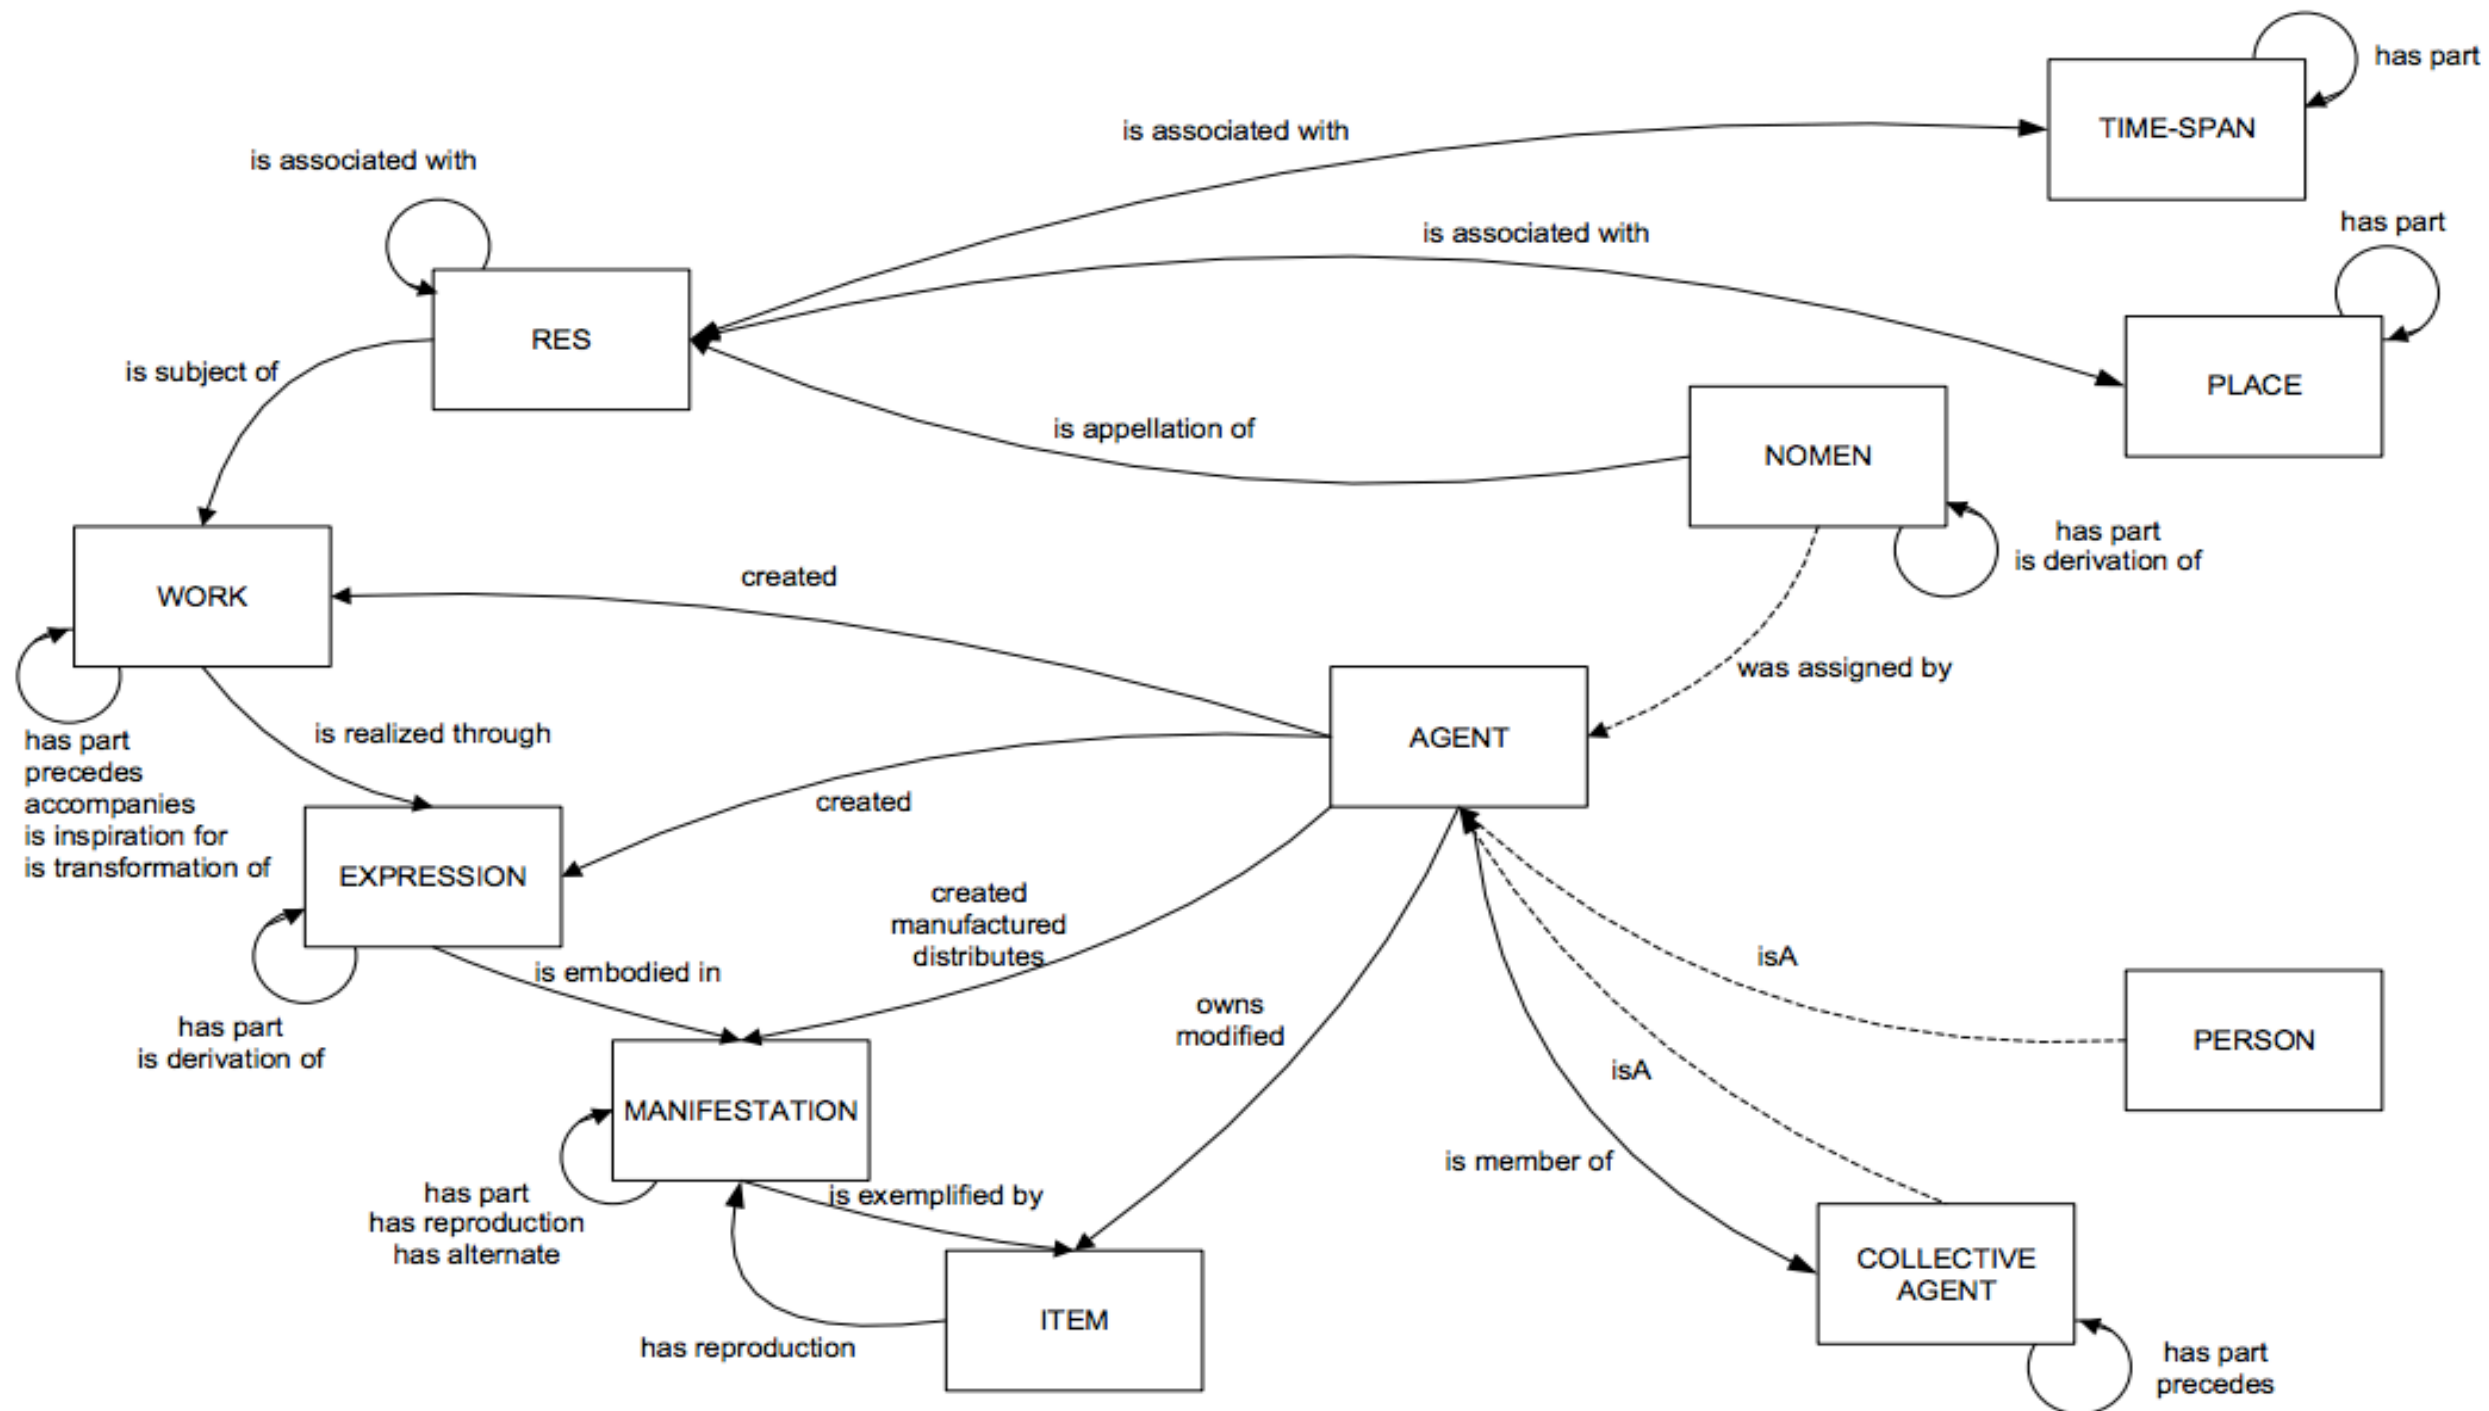 has part
TIME-SPAN
is associated with
is associated with
has part
is associated with
RES
PLACE
is subject of
is appellation of
NOMEN
has part
is derivation of
created
WORK
was assigned by
is realized through
AGENT
has part
precedes
accompanies
is inspiration for
is transformation of
created
EXPRESSION
created
manufactured
distributes
is embodied in
isA
owns
modified
has part
is derivation of
PERSON
isA
MANIFESTATION
is member of
has part
has reproduction
has alternate
is exemplified by
COLLECTIVE
AGENT
ITEM
has reproduction
has part
precedes